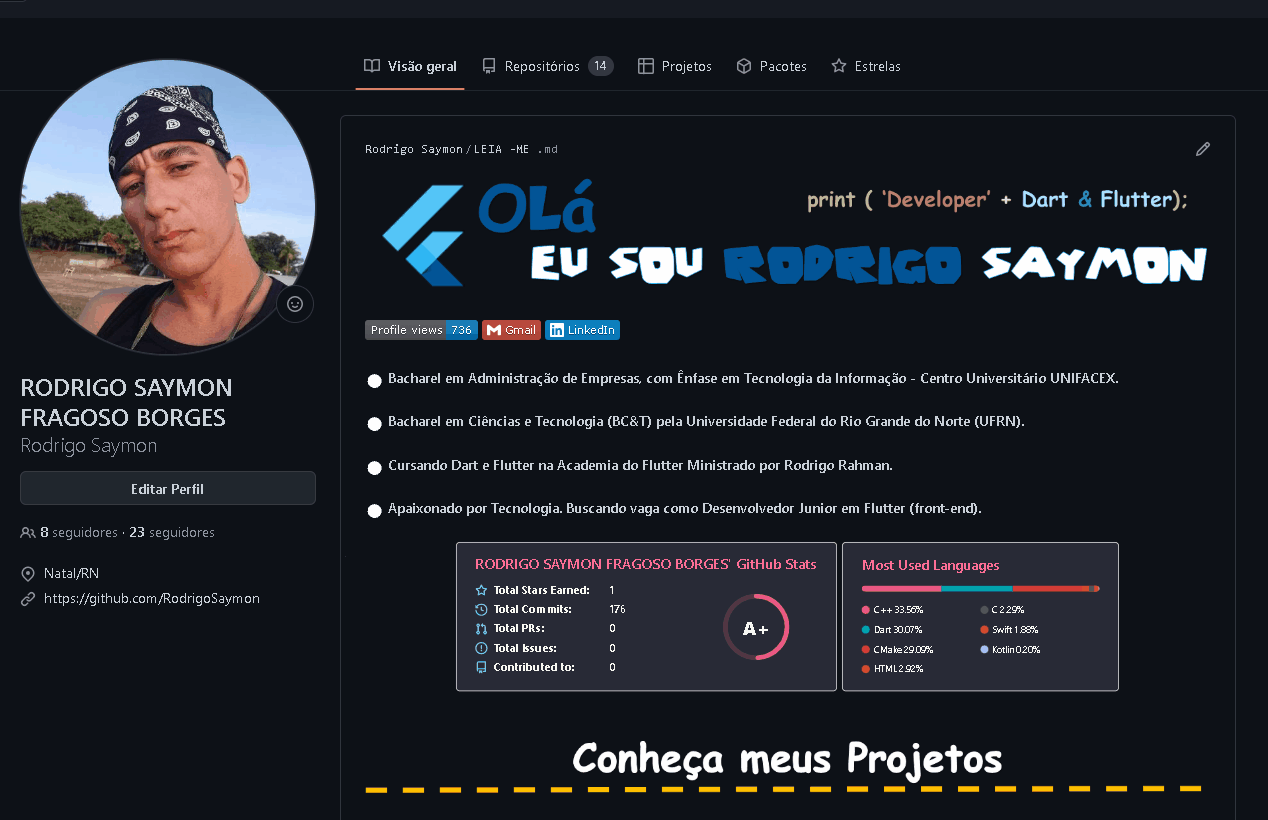 Visão geral
Repositórios 14
Projetos
Pacotes
Estrelas
Rodrigo Saymon/LEIA -ME .md
OLá
print ( 'Developer' + Dart & Flutter);
EU SOU RODRIGO SAYMON
Profile views 736
Gmail
LinkedIn
RODRIGO SAYMON
FRAGOSO BORGES
Rodrigo Saymon
Editar Perfil
8 seguidores · 23 seguidores
Natal/RN
https://github.com/RodrigoSaymon
Bacharel em Administração de Empresas, com Ênfase em Tecnologia da Informação - Centro Universitário UNIFACEX.
Bacharel em Ciências e Tecnologia (BC&T) pela Universidade Federal do Rio Grande do Norte (UFRN).
Cursando Dart e Flutter na Academia do Flutter Ministrado por Rodrigo Rahman.
Apaixonado por Tecnologia. Buscando vaga como Desenvolvedor Junior em Flutter (front-end).
RODRIGO SAYMON FRAGOSO BORGES' GitHub Stats
Total Stars Earned: 1
Total Commits: 176
Total PRs: 0
Total Issues: 0
Contributed to: 0
A+
Most Used Languages
C++ 33.56%
Dart 30.07%
CMake 29.09%
HTML 2.92%
C 2.29%
Swift 1.88%
Kotlin 0.20%
Conheça meus Projetos